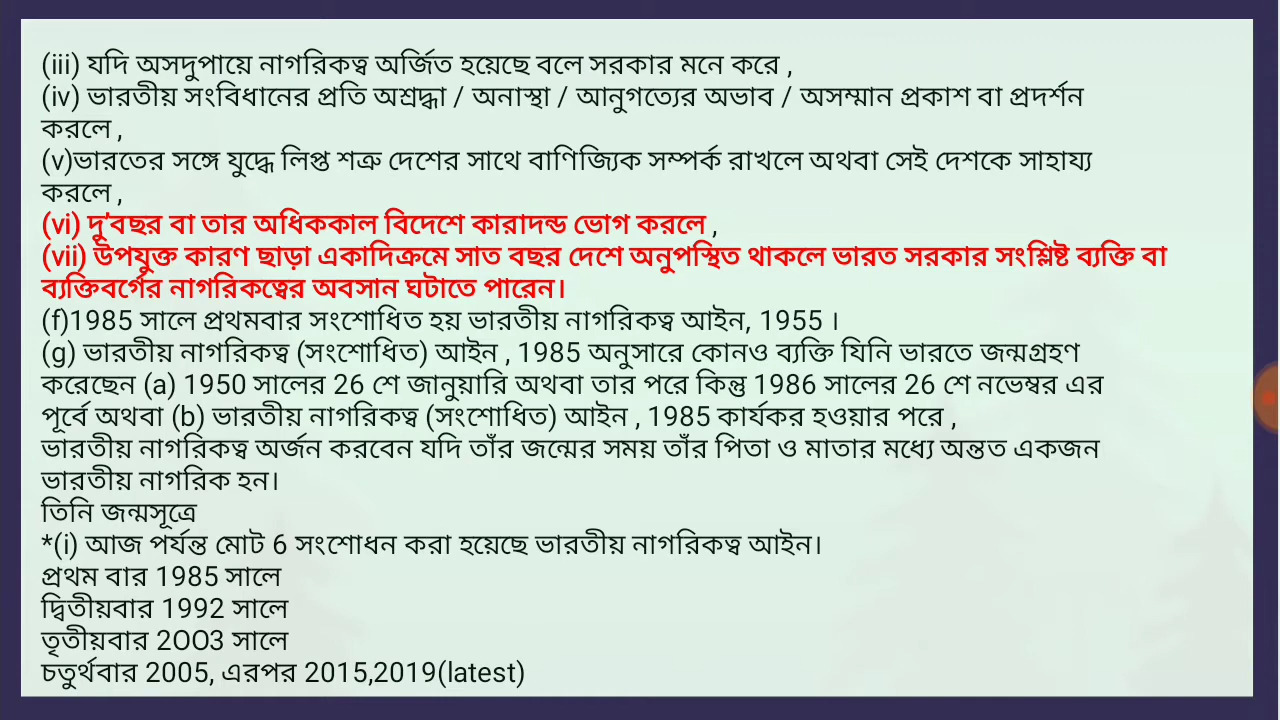 (iii) যদি অসদুপায়ে নাগরিকত্ব অর্জিত হয়েছে বলে সরকার মনে করে ,
(iv) ভারতীয় সংবিধানের প্রতি অশ্রদ্ধা / অনাস্থা / আনুগত্যের অভাব / অসম্মান প্রকাশ বা প্রদর্শন
করলে ,
(v)ভারতের সঙ্গে যুদ্ধে লিপ্ত শত্রু দেশের সাথে বাণিজ্যিক সম্পর্ক রাখলে অথবা সেই দেশকে সাহায্য
করলে ,
(vi) দু'বছর বা তার অধিককাল বিদেশে কারাদন্ড ভোগ করলে ,
(vii) উপযুক্ত কারণ ছাড়া একাদিক্রমে সাত বছর দেশে অনুপস্থিত থাকলে ভারত সরকার সংশ্লিষ্ট ব্যক্তি বা
ব্যক্তিবর্গের নাগরিকত্বের অবসান ঘটাতে পারেন।
(f)1985 সালে প্রথমবার সংশোধিত হয় ভারতীয় নাগরিকত্ব আইন, 1955 ।
(g) ভারতীয় নাগরিকত্ব (সংশোধিত) আইন , 1985 অনুসারে কোনও ব্যক্তি যিনি ভারতে জন্মগ্রহণ
করেছেন (a) 1950 সালের 26 শে জানুয়ারি অথবা তার পরে কিন্তু 1986 সালের 26 শে নভেম্বর এর
পূর্বে অথবা (b) ভারতীয় নাগরিকত্ব (সংশোধিত) আইন , 1985 কার্যকর হওয়ার পরে ,
ভারতীয় নাগরিকত্ব অর্জন করবেন যদি তাঁর জন্মের সময় তাঁর পিতা ও মাতার মধ্যে অন্তত একজন
ভারতীয় নাগরিক হন।
তিনি জন্মসূত্রে
*(i) আজ পর্যন্ত মোট 6 সংশোধন করা হয়েছে ভারতীয় নাগরিকত্ব আইন।
প্রথম বার 1985 সালে
দ্বিতীয়বার 1992 সালে
তৃতীয়বার 2OO3 সালে
চতুর্থবার 2005, এরপর 2015,2019(latest)